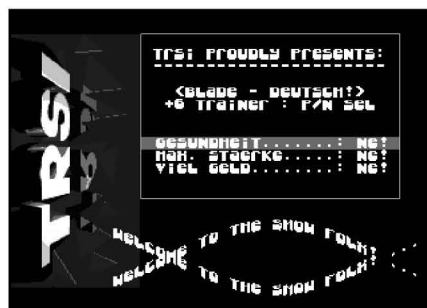 TRSi PROUDLY PRESENTS:
<BLADE - DEUTSCH!>
+6 TRAiNER : P/N SEL
GESUNDHEiT.......: NE!
MAX. STAERKE.....: NE!
ViEL GELD........: NE!
TRSI
WELCOME TO THE SHOW FOLK!
WELCOME TO THE SHOW FOLK!